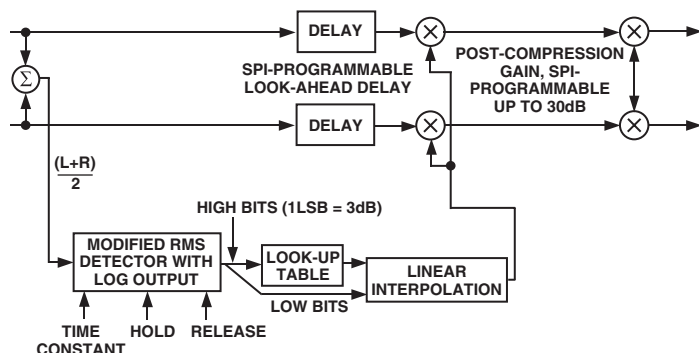 DELAY
SPI-PROGRAMMABLE
LOOK-AHEAD DELAY
POST-COMPRESSION
GAIN, SPI-
PROGRAMMABLE
UP TO 30dB
Σ
DELAY
(L+R)
2
HIGH BITS (1LSB = 3dB)
MODIFIED RMS
DETECTOR WITH
LOG OUTPUT
LOOK-UP
TABLE
LINEAR
INTERPOLATION
LOW BITS
TIME
CONSTANT
HOLD
RELEASE